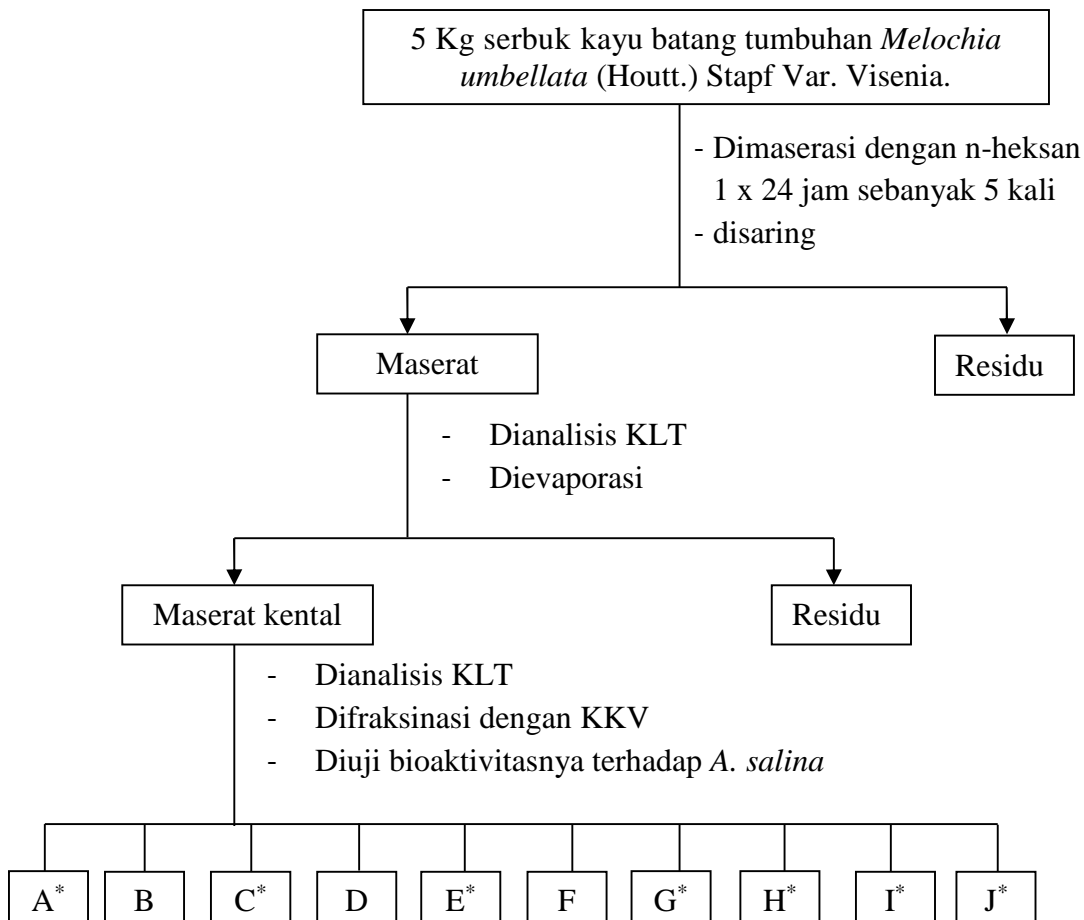 5 Kg serbuk kayu batang tumbuhan Melochia
umbellata (Houtt.) Stapf Var. Visenia.
- Dimaserasi dengan n-heksan
1 x 24 jam sebanyak 5 kali
- disaring
Maserat
Residu
- Dianalisis KLT
- Dievaporasi
Maserat kental
Residu
- Dianalisis KLT
- Difraksinasi dengan KKV
- Diuji bioaktivitasnya terhadap A. salina
A* B C* D E* F G* H* I* J*